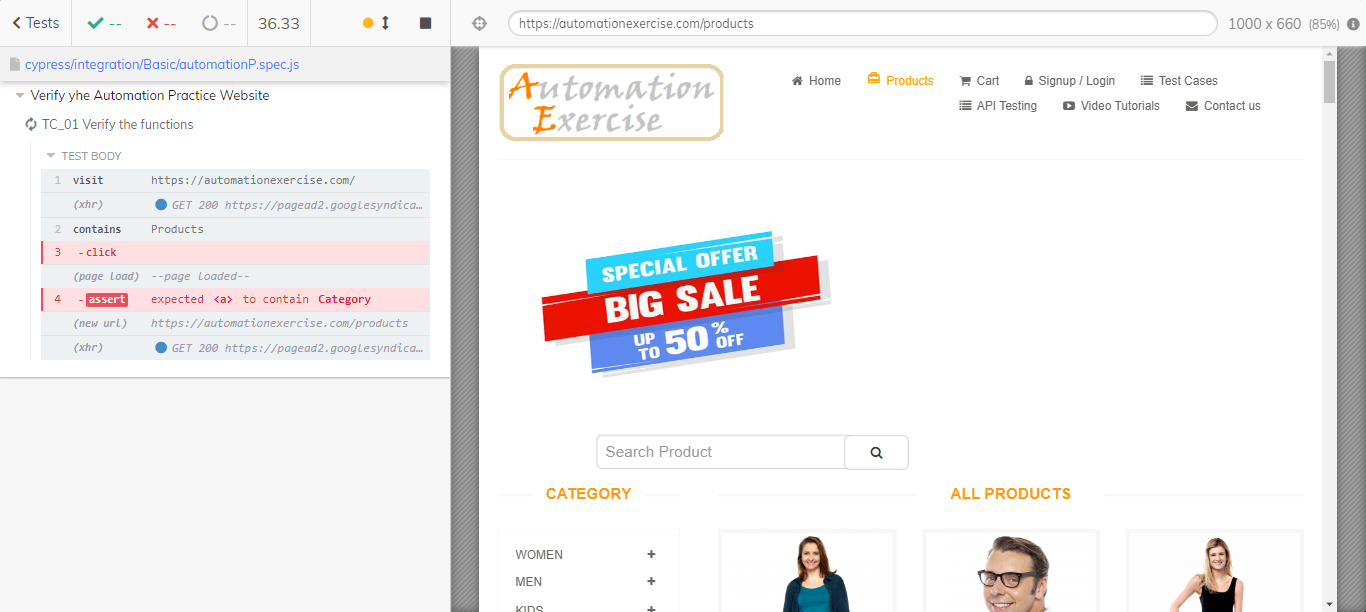 Tests
--
--
--
36.33
https://automationexercise.com/products
1000 x 660 (85%)
cypress/integration/Basic/automationP.spec.js
Verify yhe Automation Practice Website
TC_01 Verify the functions
TEST BODY
1 visit https://automationexercise.com/
(xhr) GET 200 https://pagead2.googlesyndica…
2 contains Products
3 -click
(page load) --page loaded--
4 -assert expected <a> to contain Category
(new url) https://automationexercise.com/products
(xhr) GET 200 https://pagead2.googlesyndica…
Automation
Exercise
Home Products Cart Signup / Login Test Cases
API Testing Video Tutorials Contact us
SPECIAL OFFER
BIG SALE
UP TO 50% OFF
Search Product
CATEGORY
ALL PRODUCTS
WOMEN +
MEN +
KIDS +